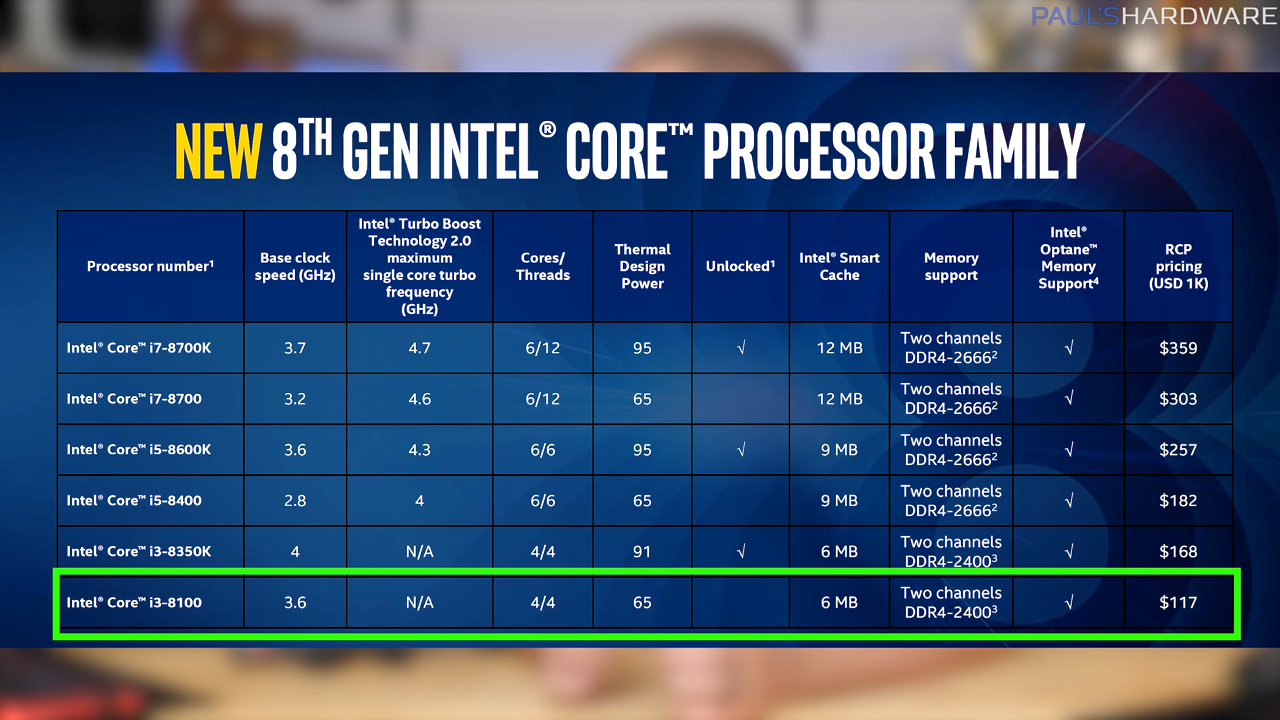 PAUL'SHARDWARE
NEW 8TH GEN INTEL® CORE™ PROCESSOR FAMILY
Processor number¹
Base clock
speed (GHz)
Intel® Turbo Boost
Technology 2.0
maximum
single core turbo
frequency
(GHz)
Cores/
Threads
Thermal
Design
Power
Unlocked¹
Intel® Smart
Cache
Memory
support
Intel®
Optane™
Memory
Support⁴
RCP
pricing
(USD 1K)
Intel® Core™ i7-8700K 3.7 4.7 6/12 95 √ 12 MB Two channels
DDR4-2666² √ $359
Intel® Core™ i7-8700 3.2 4.6 6/12 65 12 MB Two channels
DDR4-2666² √ $303
Intel® Core™ i5-8600K 3.6 4.3 6/6 95 √ 9 MB Two channels
DDR4-2666² √ $257
Intel® Core™ i5-8400 2.8 4 6/6 65 9 MB Two channels
DDR4-2666² √ $182
Intel® Core™ i3-8350K 4 N/A 4/4 91 √ 6 MB Two channels
DDR4-2400³ √ $168
Intel® Core™ i3-8100 3.6 N/A 4/4 65 6 MB Two channels
DDR4-2400³ √ $117